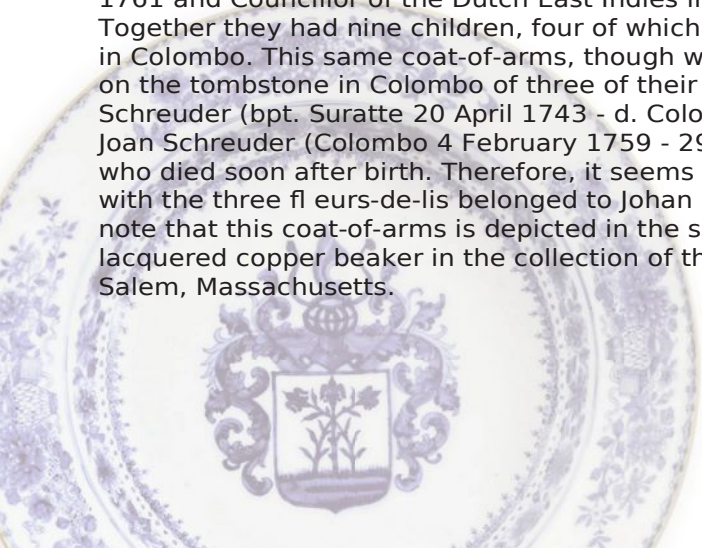 1761 and Councillor of the Dutch East Indies
Together they had nine children, four of which
in Colombo. This same coat-of-arms, though
on the tombstone in Colombo of three of their
Schreuder (bpt. Suratte 20 April 1743 - d. Colo
Joan Schreuder (Colombo 4 February 1759 - 29
who died soon after birth. Therefore, it seems
with the three fl eurs-de-lis belonged to Johan
note that this coat-of-arms is depicted in the s
lacquered copper beaker in the collection of th
Salem, Massachusetts.